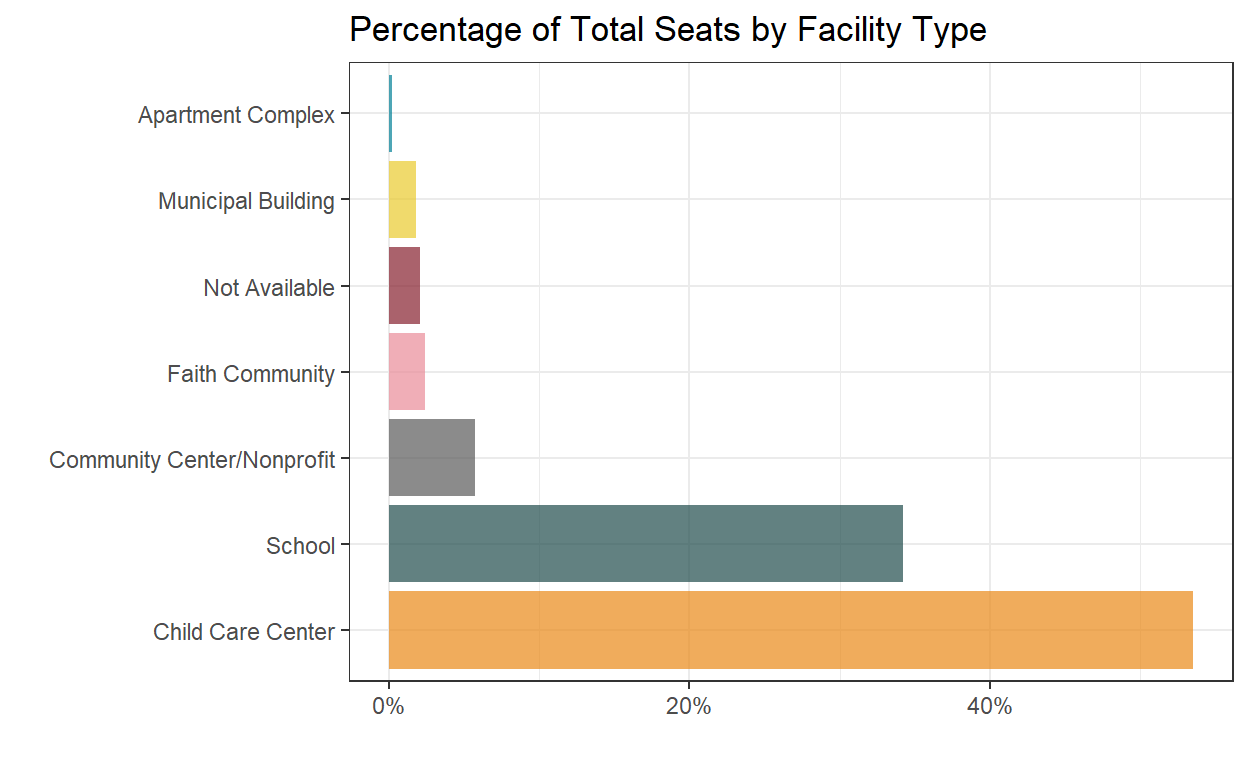 Percentage of Total Seats by Facility Type
Apartment Complex
Municipal Building
Not Available
Faith Community
Community Center/Nonprofit
School
Child Care Center
0%
20%
40%